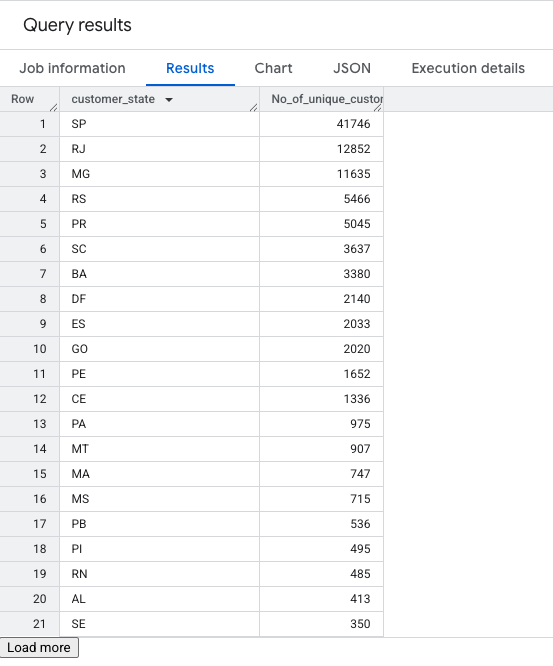 Query results
Job information Results Chart JSON Execution details
Row customer_state No_of_unique_custor
1 SP 41746
2 RJ 12852
3 MG 11635
4 RS 5466
5 PR 5045
6 SC 3637
7 BA 3380
8 DF 2140
9 ES 2033
10 GO 2020
11 PE 1652
12 CE 1336
13 PA 975
14 MT 907
15 MA 747
16 MS 715
17 PB 536
18 PI 495
19 RN 485
20 AL 413
21 SE 350
Load more